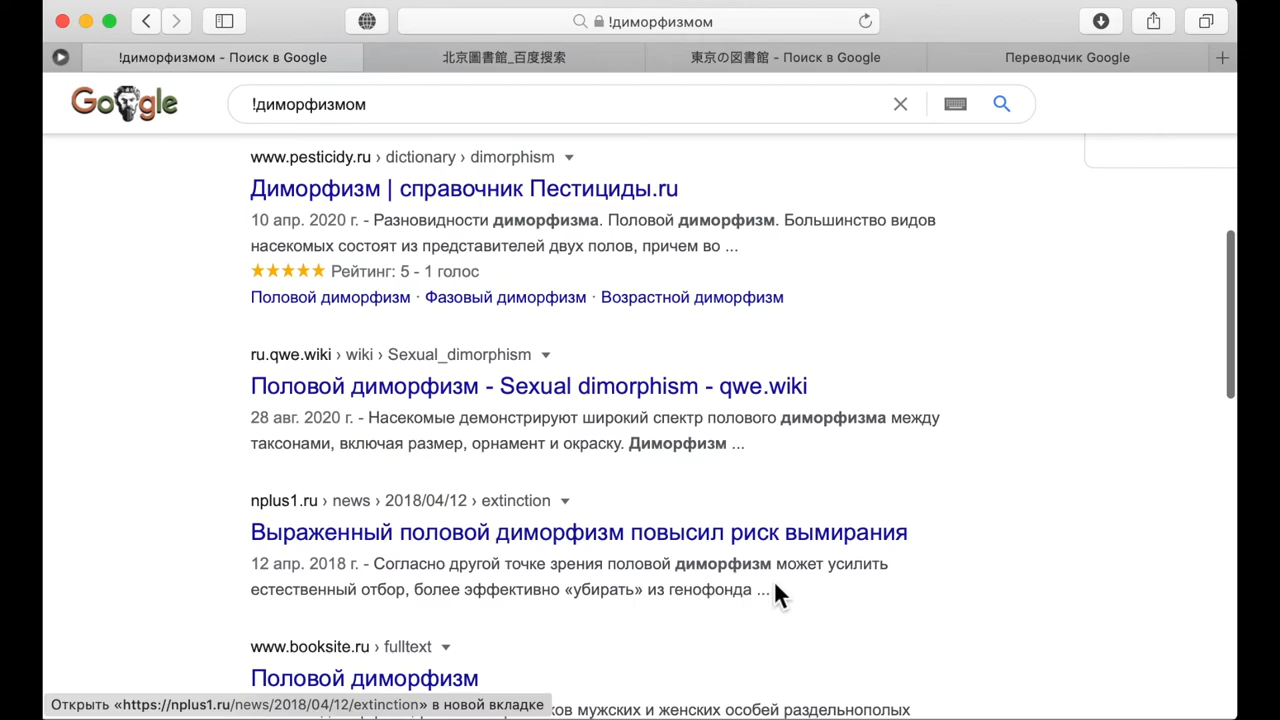 !диморфизмом
!диморфизмом - Поиск в Google
北京圖書館_百度搜索
東京の図書館 - Поиск в Google
Переводчик Google
Google
!диморфизмом
www.pesticidy.ru › dictionary › dimorphism
Диморфизм | справочник Пестициды.ru
10 апр. 2020 г. - Разновидности диморфизма. Половой диморфизм. Большинство видов
насекомых состоят из представителей двух полов, причем во ...
Рейтинг: 5 - 1 голос
Половой диморфизм · Фазовый диморфизм · Возрастной диморфизм
ru.qwe.wiki › wiki › Sexual_dimorphism
Половой диморфизм - Sexual dimorphism - qwe.wiki
28 авг. 2020 г. - Насекомые демонстрируют широкий спектр полового диморфизма между
таксонами, включая размер, орнамент и окраску. Диморфизм ...
nplus1.ru › news › 2018/04/12 › extinction
Выраженный половой диморфизм повысил риск вымирания
12 апр. 2018 г. - Согласно другой точке зрения половой диморфизм может усилить
естественный отбор, более эффективно «убирать» из генофонда ...
www.booksite.ru › fulltext
Половой диморфизм
Открыть «https://nplus1.ru/news/2018/04/12/extinction» в новой вкладке
мужских и женских особей раздельнополых